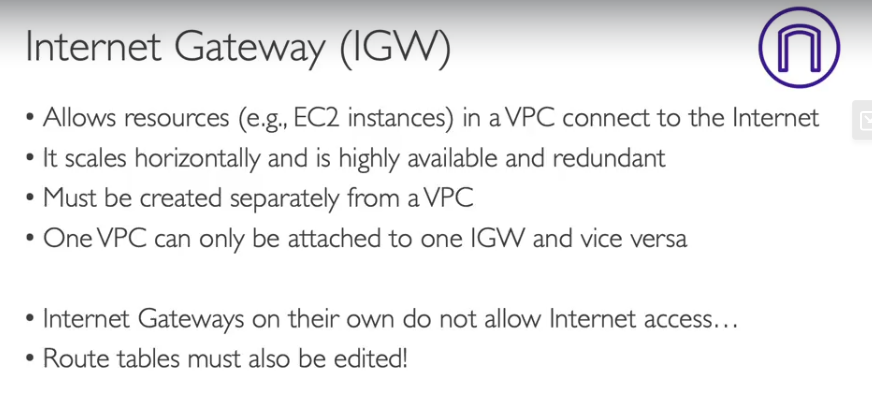 Internet Gateway (IGW)
• Allows resources (e.g., EC2 instances) in a VPC connect to the Internet
• It scales horizontally and is highly available and redundant
• Must be created separately from a VPC
• One VPC can only be attached to one IGW and vice versa
• Internet Gateways on their own do not allow Internet access…
• Route tables must also be edited!